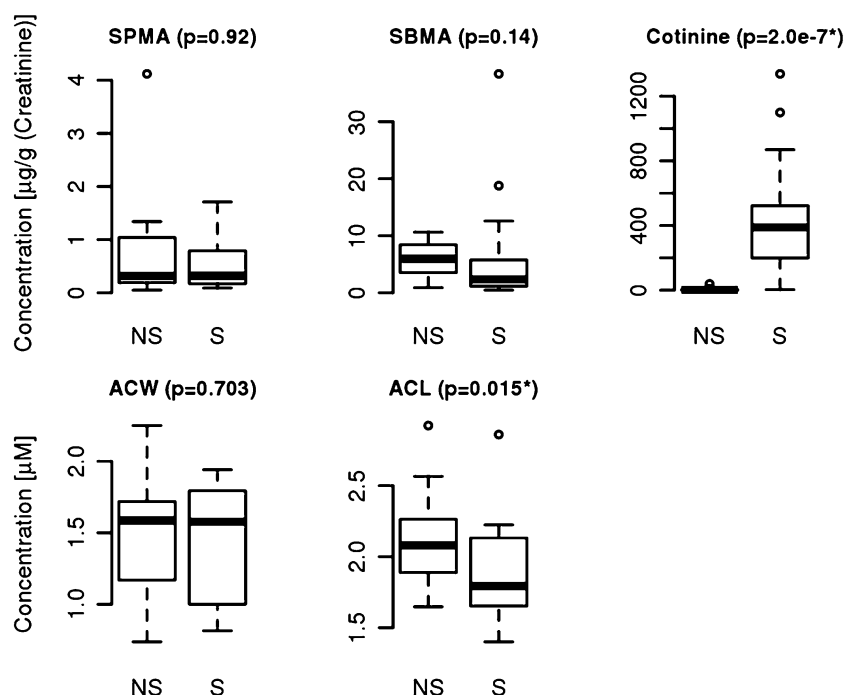 SPMA (p=0.92)
SBMA (p=0.14)
Cotinine (p=2.0e-7*)
Concentration [µg/g (Creatinine)]
4
3
2
1
0
30
20
10
0
1200
800
400
0
NS S
NS S
NS S
ACW (p=0.703)
ACL (p=0.015*)
Concentration [µM]
2.0
1.5
1.0
2.5
2.0
1.5
NS S
NS S